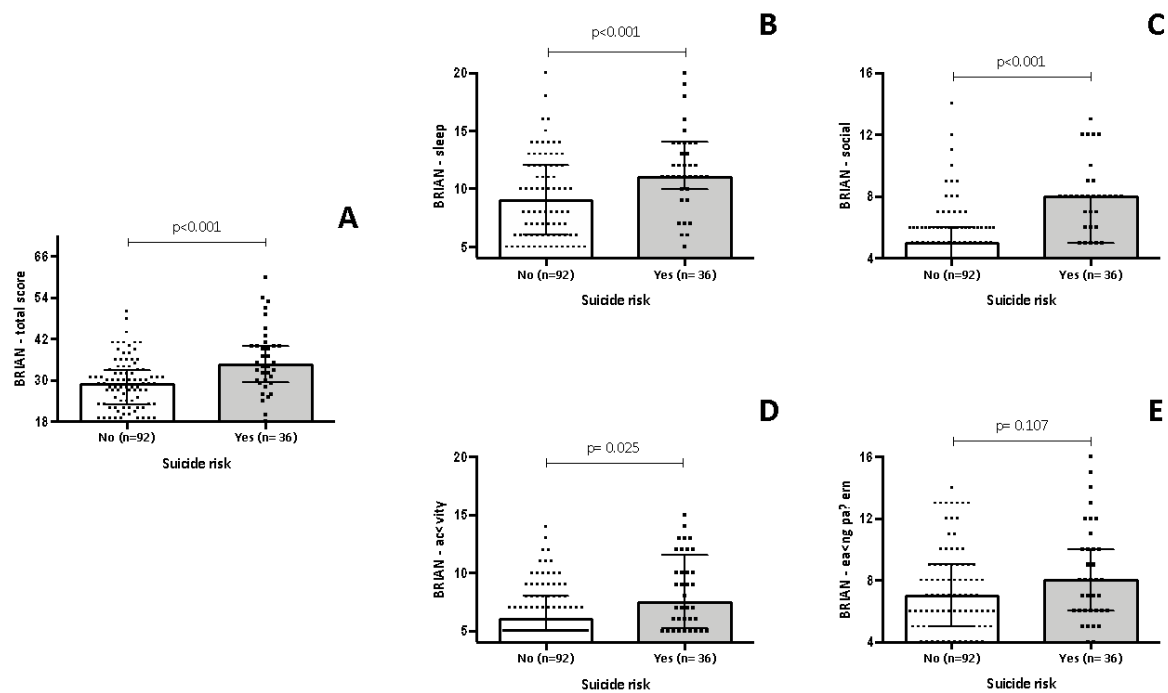 A
p<0.001
BRIAN - total score
66
54
42
30
18
No (n=92)
Yes (n= 36)
Suicide risk
B
p<0.001
BRIAN - sleep
20
15
10
5
No (n=92)
Yes (n= 36)
Suicide risk
C
p<0.001
BRIAN - social
16
12
8
4
No (n=92)
Yes (n= 36)
Suicide risk
D
p= 0.025
BRIAN - ac< vity
20
15
10
5
No (n=92)
Yes (n= 36)
Suicide risk
E
p= 0.107
BRIAN - ea<ng pa? ern
16
12
8
4
No (n=92)
Yes (n= 36)
Suicide risk